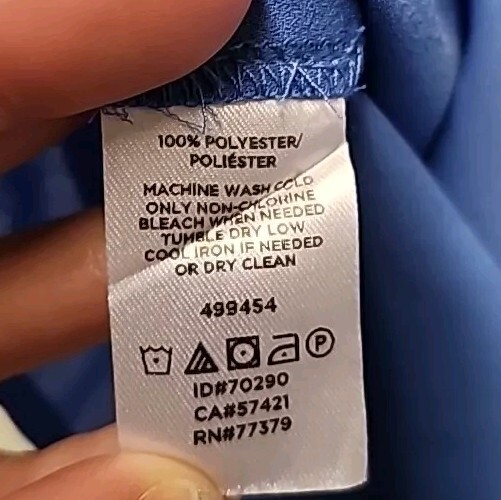 100% POLYESTER/
POLIÉSTER
MACHINE WASH COLD
ONLY NON-CHLORINE
BLEACH WHEN NEEDED
TUMBLE DRY LOW
COOL IRON IF NEEDED
OR DRY CLEAN
499454
P
ID#70290
CA#57421
RN#77379